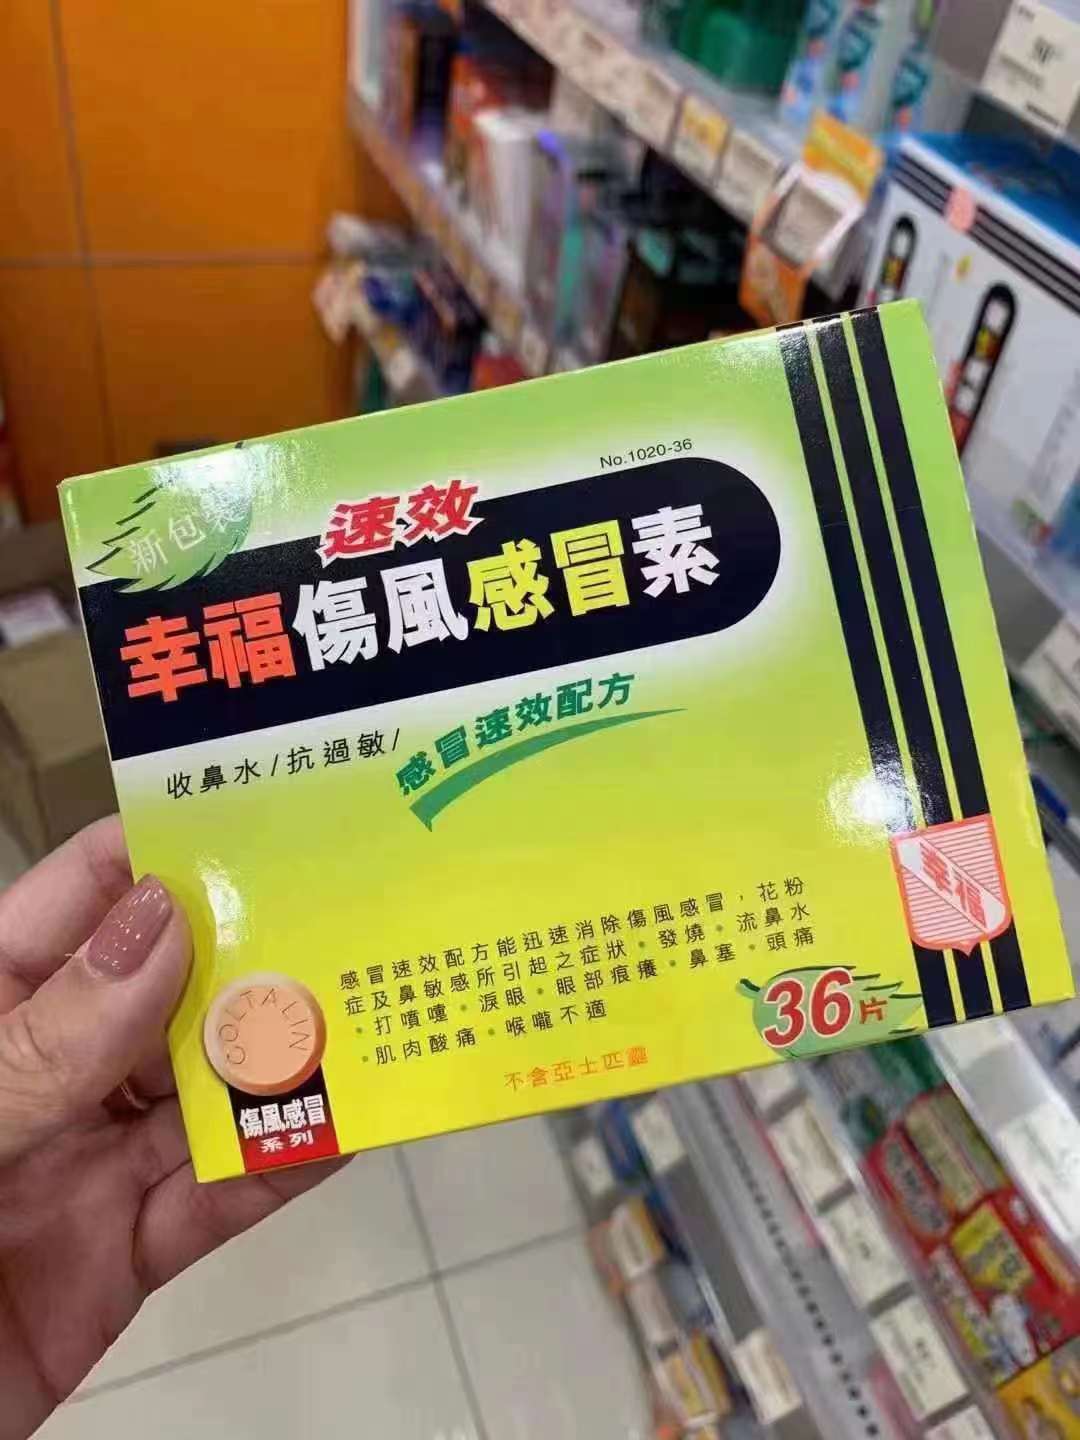 No.1020-36
新包裝
速效
幸福傷風感冒素
收鼻水/抗過敏/
感冒速效配方
感冒速效配方能迅速消除傷風感冒，花粉
症及鼻敏感所引起之症狀•發燒•流鼻水
•打噴嚏•淚眼•眼部痕癢•鼻塞•頭痛
•肌肉酸痛•喉嚨不適
不含亞士匹靈
36片
幸福
COLTALIN
傷風感冒
系列